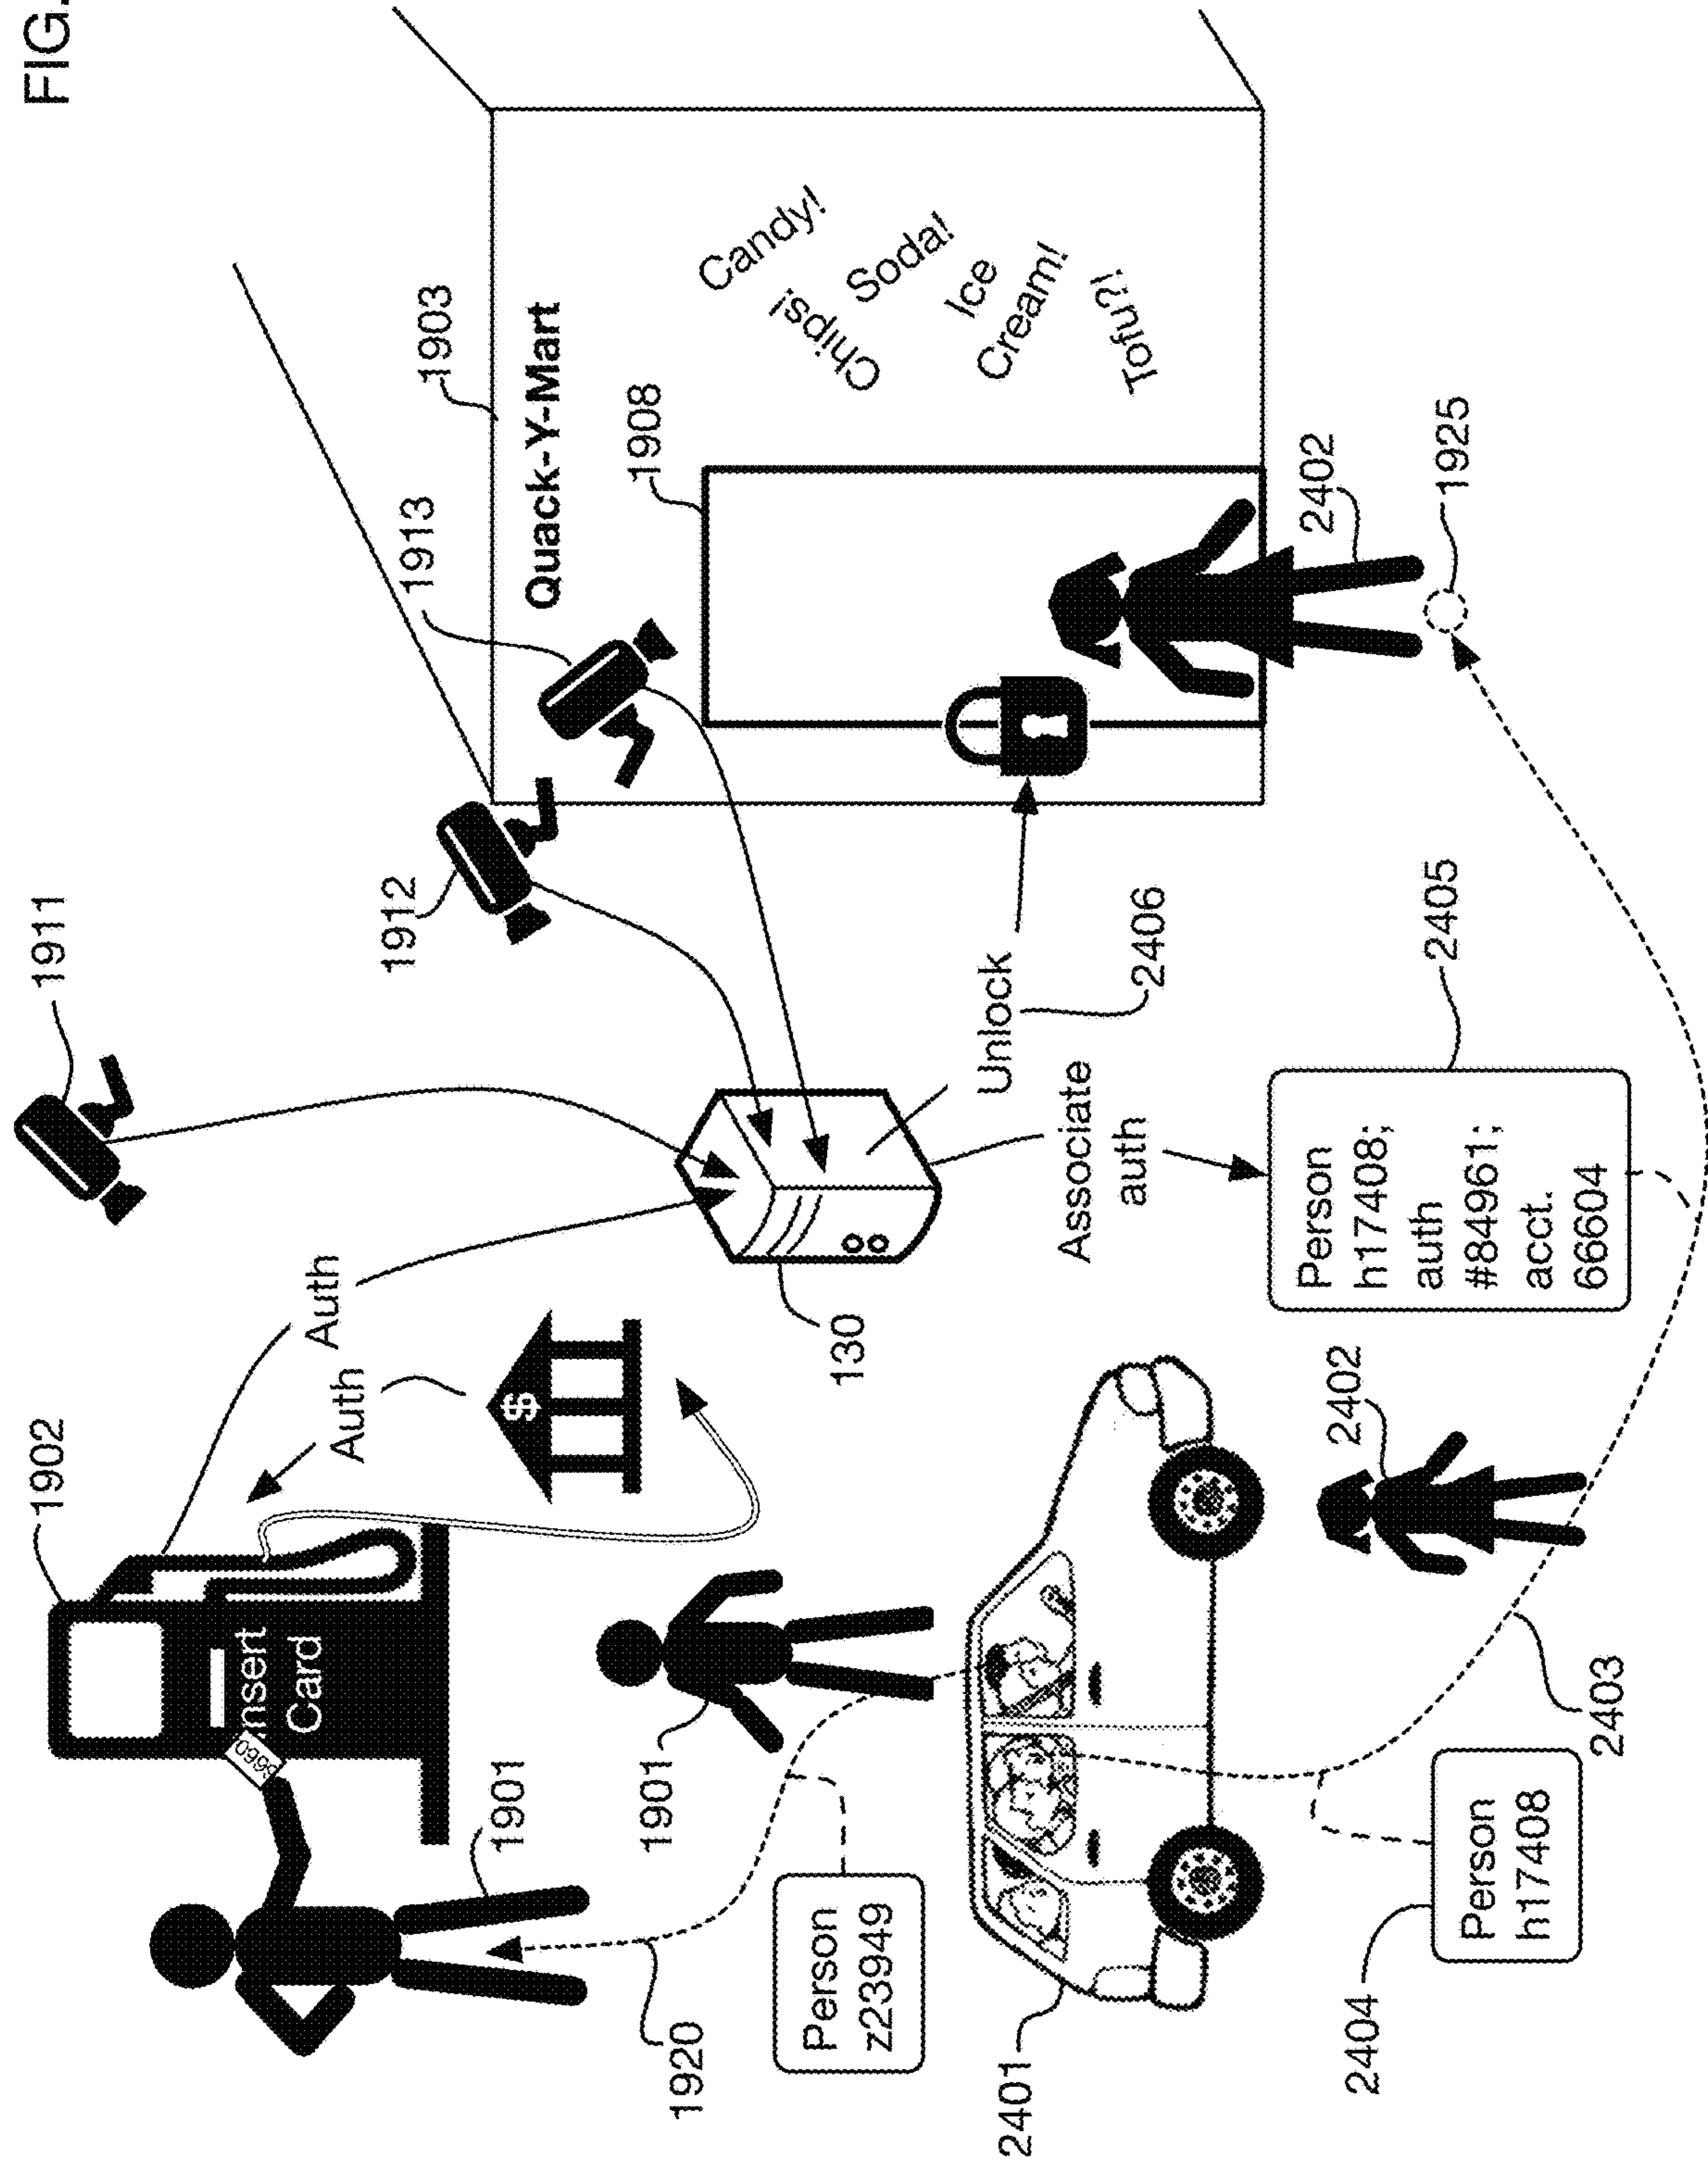 FIG.
1911
1902
Auth
Auth
$
Insert
Card
8660
1901
1912
1913
1903
Quack-Y-Mart
1908
Candy!
Chips!
Soda!
Ice
Cream!
Tofu?!
1920
1901
Person
z23949
130
Unlock
2406
Associate
auth
2401
2402
2402
1925
2405
Person
h17408;
auth
#84961;
acct.
66604
2404
Person
h17408
2403